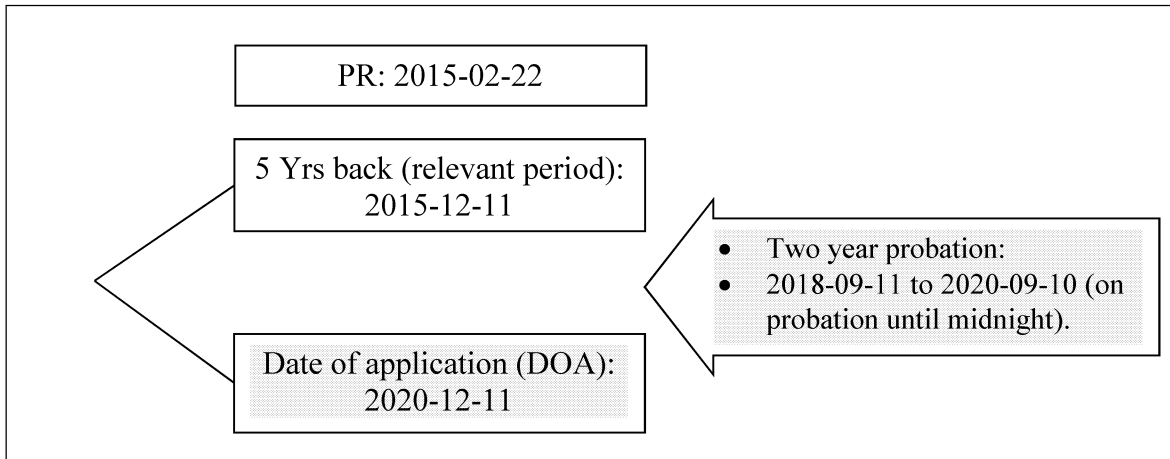 PR: 2015-02-22
5 Yrs back (relevant period):
2015-12-11
• Two year probation:
• 2018-09-11 to 2020-09-10 (on
probation until midnight).
Date of application (DOA):
2020-12-11